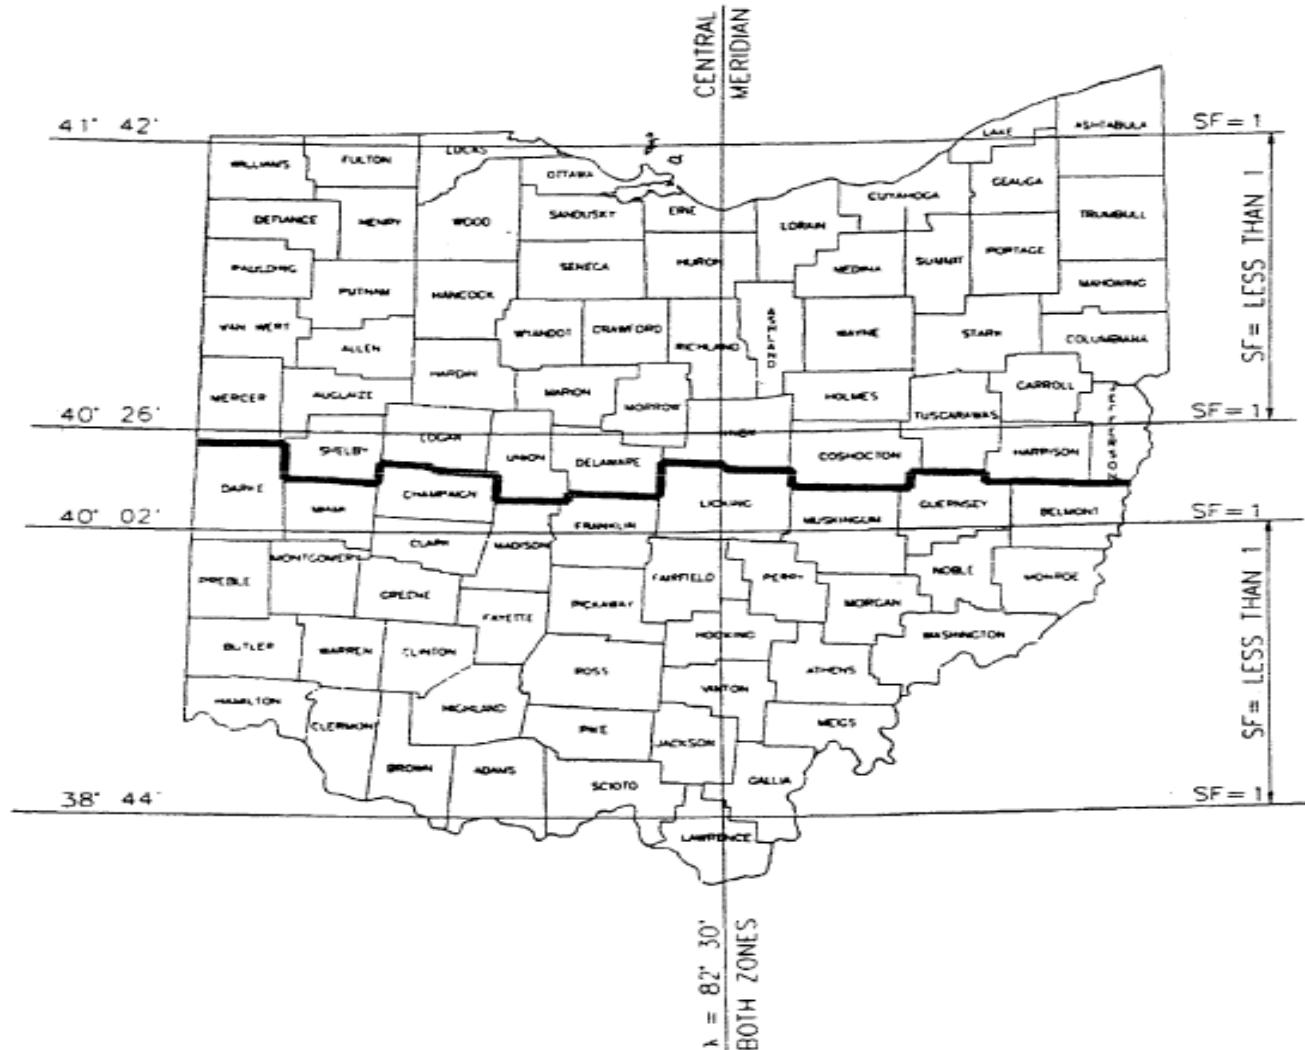 CENTRAL
MERIDIAN
41° 42' SF = 1
LAKE ASHTABULA
WILLIAMS FULTON LUCAS OTTAWA GEAUGA
CUYAHOGA
DEFIANCE HENRY WOOD SANDUSKY ERIE LORAIN TRUMBULL
PAULDING SENECA HURON MEDINA SUMMIT PORTAGE
PUTNAM HANCOCK MAHONING
VAN WERT WYANDOT CRAWFORD RICHLAND ASHLAND WAYNE STARK COLUMBIANA
ALLEN
HARDIN
MERCER AUGLAIZE MARION MORROW HOLMES CARROLL
TUSCARAWAS JEFFERSON
SF = LESS THAN 1
40° 26' SF = 1
SHELBY LOGAN UNION DELAWARE KNOX COSHOCTON HARRISON
DARKE CHAMPAIGN LICKING GUERNSEY BELMONT
MIAMI FRANKLIN MUSKINGUM
40° 02' SF = 1
CLARK MADISON
PREBLE MONTGOMERY FAIRFIELD PERRY NOBLE MONROE
GREENE FAYETTE PICKAWAY MORGAN
HOCKING WASHINGTON
BUTLER WARREN CLINTON ROSS ATHENS
VINTON
HAMILTON CLERMONT HIGHLAND PIKE JACKSON MEIGS
BROWN ADAMS SCIOTO GALLIA
SF = LESS THAN 1
38° 44' SF = 1
LAWRENCE
λ = 82° 30'
BOTH ZONES